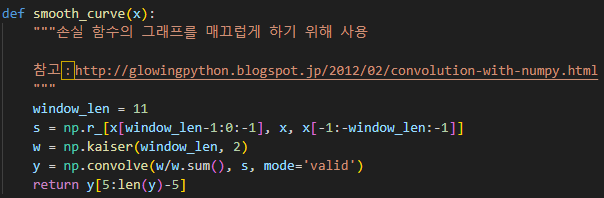 def smooth_curve(x):
    """손실 함수의 그래프를 매끄럽게 하기 위해 사용
    참고：http://glowingpython.blogspot.jp/2012/02/convolution-with-numpy.html
    """
    window_len = 11
    s = np.r_[x[window_len-1:0:-1], x, x[-1:-window_len:-1]]
    w = np.kaiser(window_len, 2)
    y = np.convolve(w/w.sum(), s, mode='valid')
    return y[5:len(y)-5]